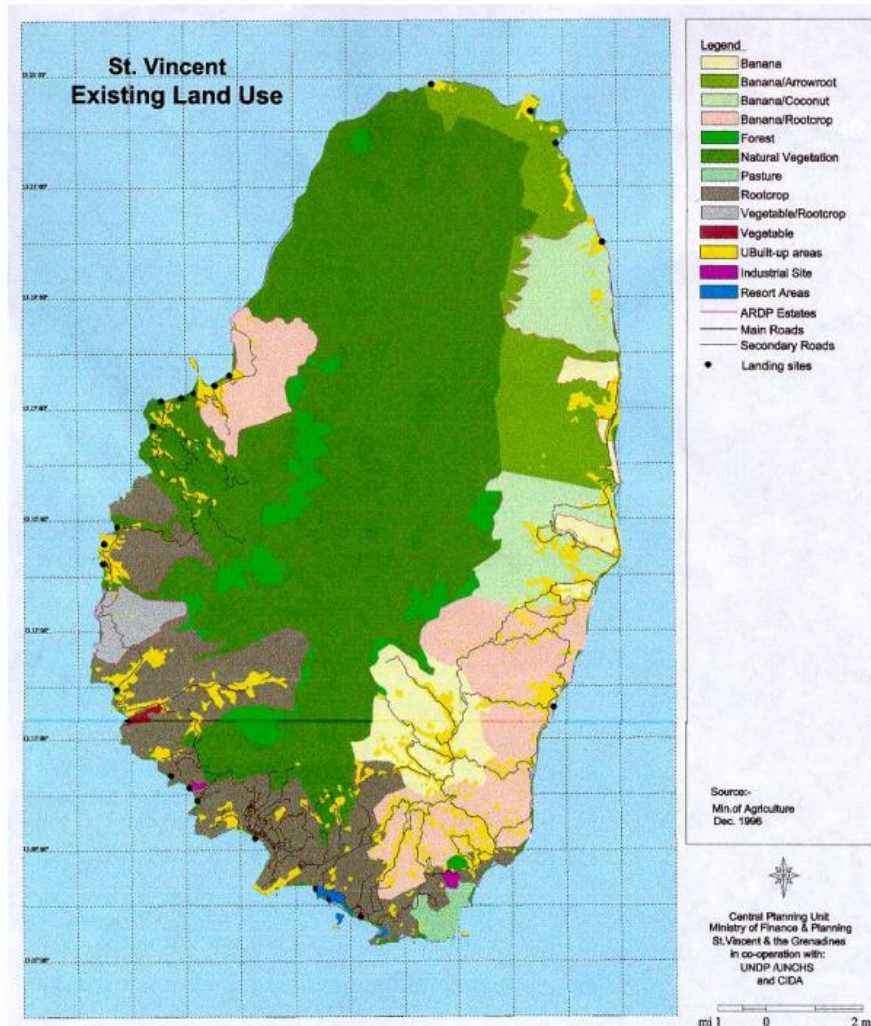 St. Vincent
Existing Land Use
Legend
Banana
Banana/Arrowroot
Banana/Coconut
Banana/Rootcrop
Forest
Natural Vegetation
Pasture
Rootcrop
Vegetable/Rootcrop
Vegetable
UBuilt-up areas
Industrial Site
Resort Areas
ARDP Estates
Main Roads
Secondary Roads
Landing sites
Source:-
Min.of Agriculture
Dec. 1996
Central Planning Unit
Ministry of Finance & Planning
St.Vincent & the Grenadines
in co-operation with:
UNDP /UNCHS
and CIDA
mi 1 0 2 m